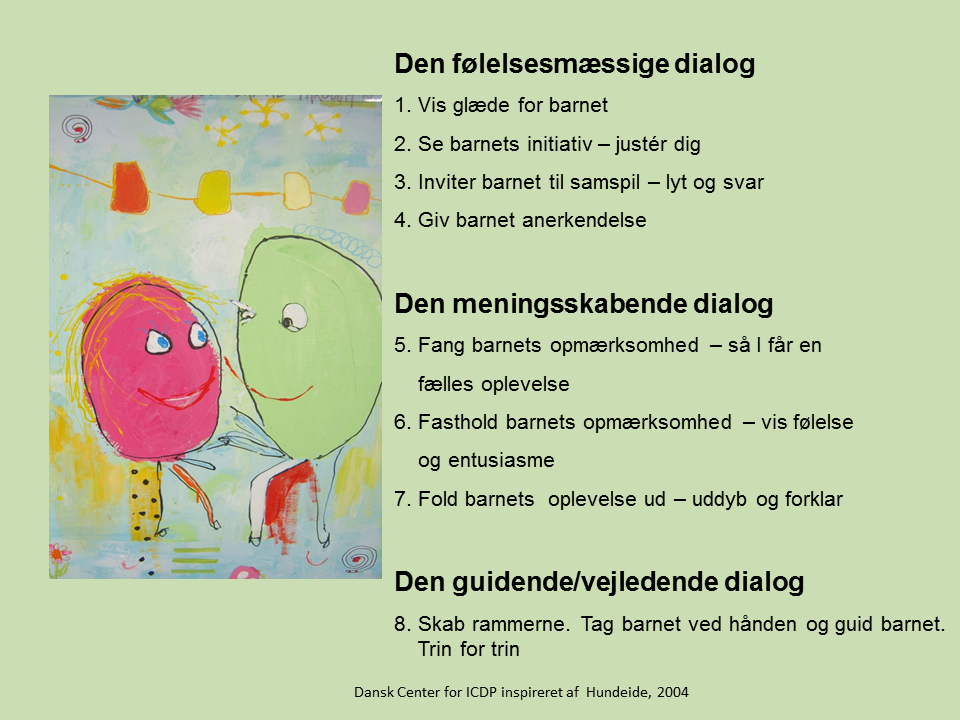 Den følelsesmæssige dialog
1. Vis glæde for barnet
2. Se barnets initiativ – justér dig
3. Inviter barnet til samspil – lyt og svar
4. Giv barnet anerkendelse
Den meningsskabende dialog
5. Fang barnets opmærksomhed – så I får en
fælles oplevelse
6. Fasthold barnets opmærksomhed – vis følelse
og entusiasme
7. Fold barnets oplevelse ud – uddyb og forklar
Den guidende/vejledende dialog
8. Skab rammerne. Tag barnet ved hånden og guid barnet.
Trin for trin
Dansk Center for ICDP inspireret af Hundeide, 2004